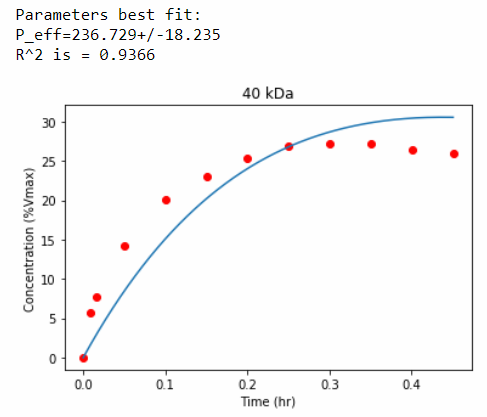 Parameters best fit:
P_eff=236.729+/-18.235
R^2 is = 0.9366
40 kDa
30
25
20
15
10
5
0
Concentration (%Vmax)
0.0 0.1 0.2 0.3 0.4
Time (hr)